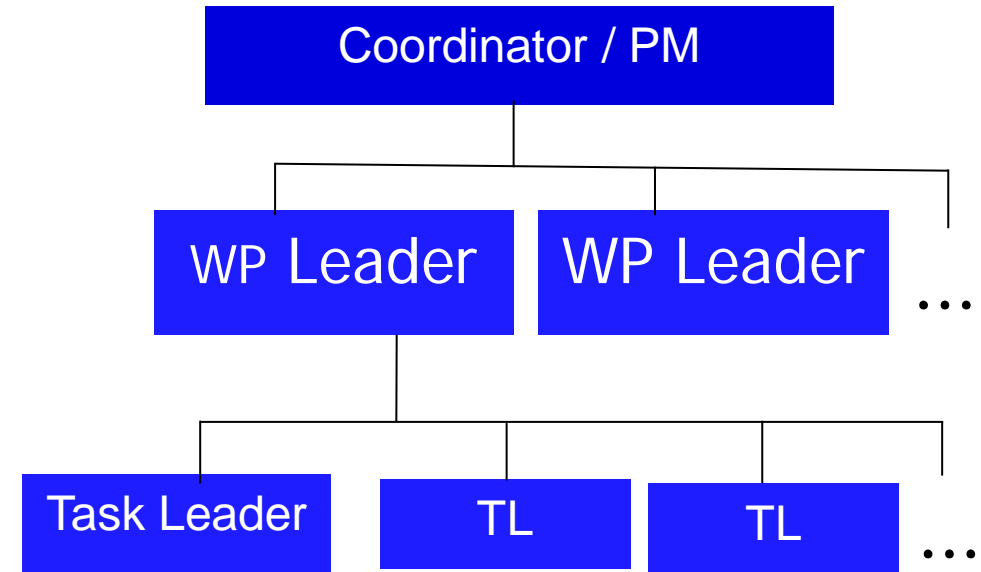 Coordinator / PM
WP Leader
WP Leader
...
Task Leader
TL
TL
...